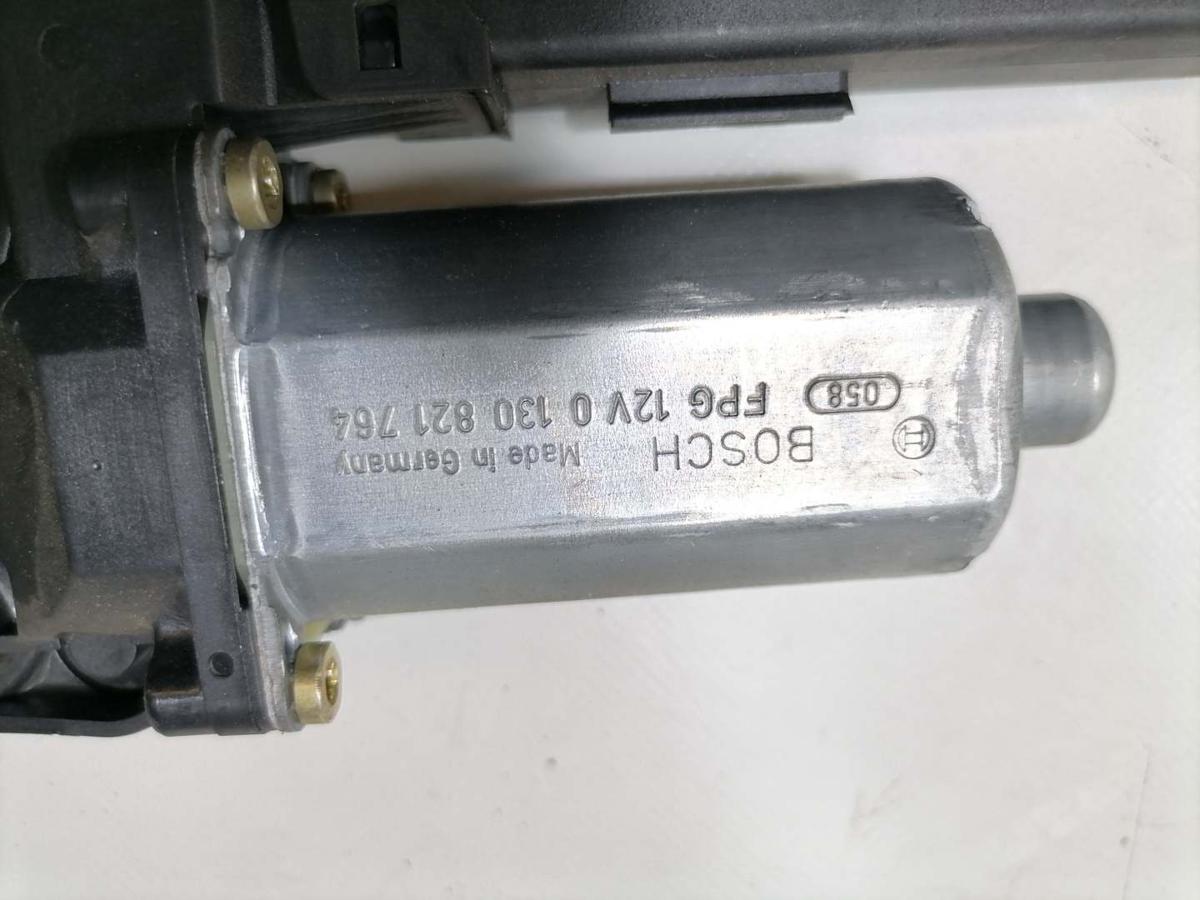 BOSCH
Made in Germany
058
FPG 12V 0 130 821 764